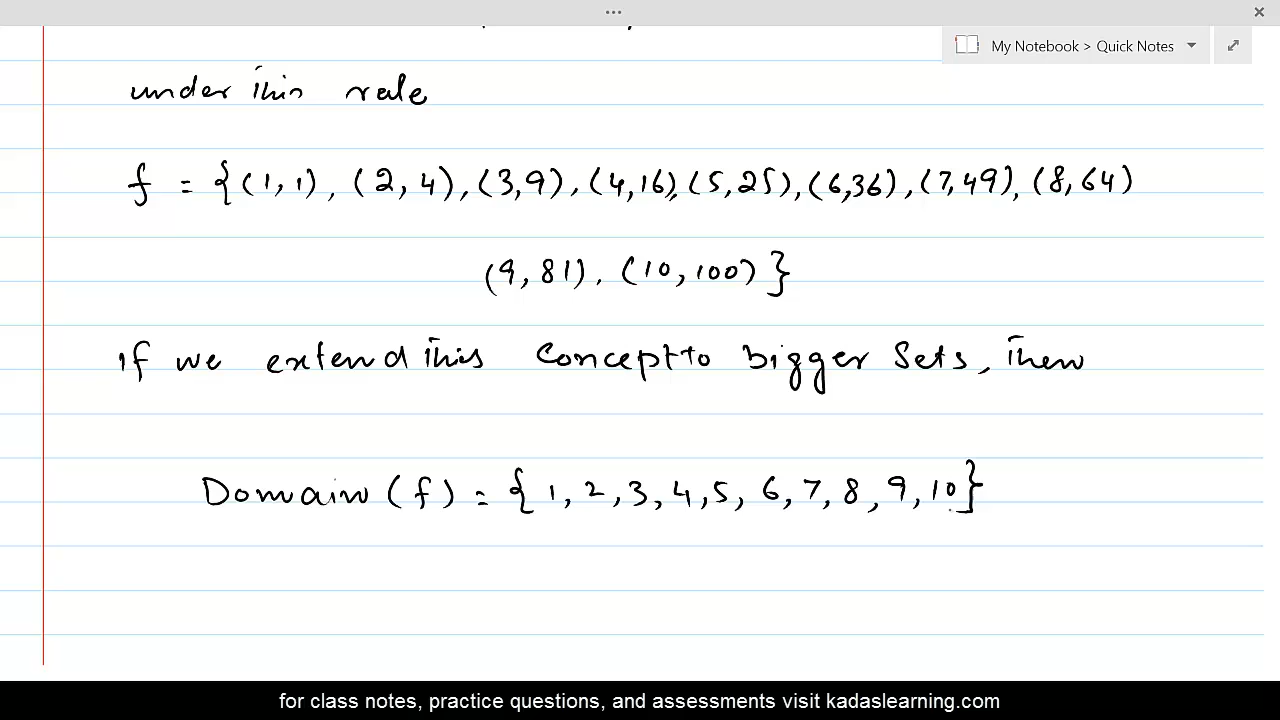 My Notebook > Quick Notes
under this rule
f = {(1,1), (2,4), (3,9), (4,16), (5,25), (6,36), (7,49), (8,64)
(9,81), (10,100)}
If we extend this concept to bigger sets, then
Domain (f) = {1, 2, 3, 4, 5, 6, 7, 8, 9, 10}
for class notes, practice questions, and assessments visit kadaslearning.com